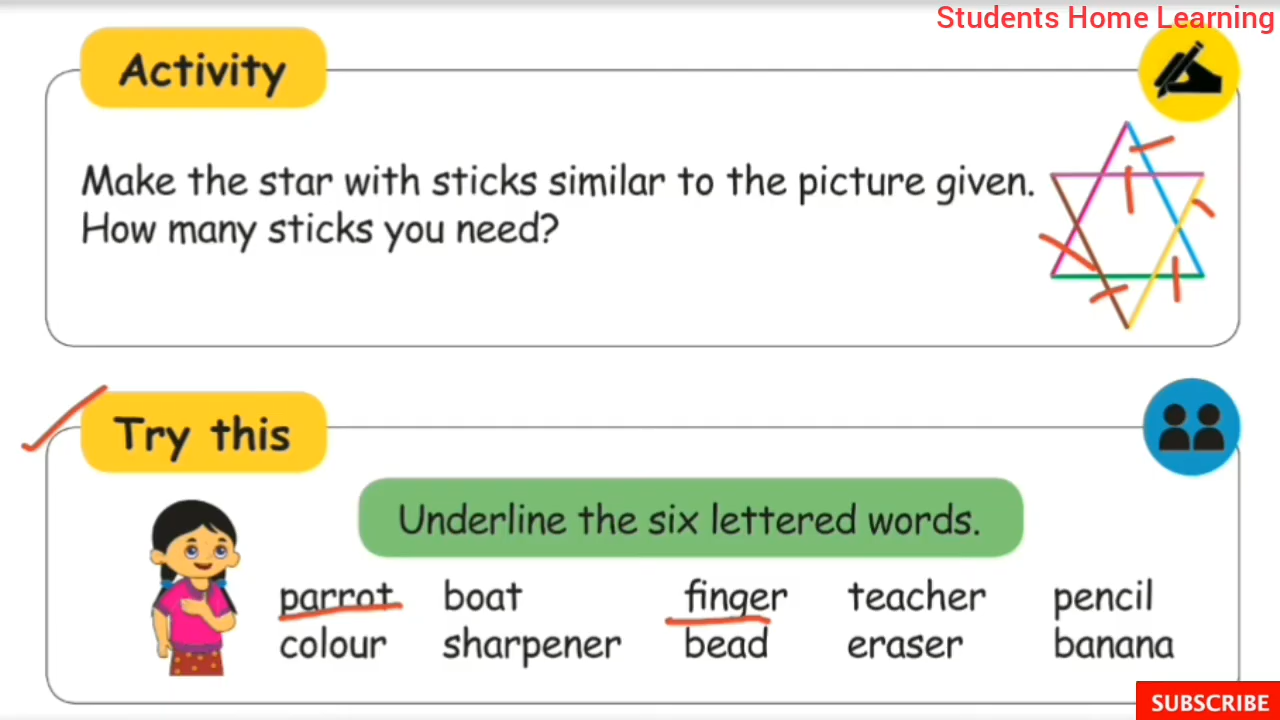 Students Home Learning
Activity
Make the star with sticks similar to the picture given.
How many sticks you need?
Try this
Underline the six lettered words.
parrot boat finger teacher pencil
colour sharpener bead eraser banana
SUBSCRIBE